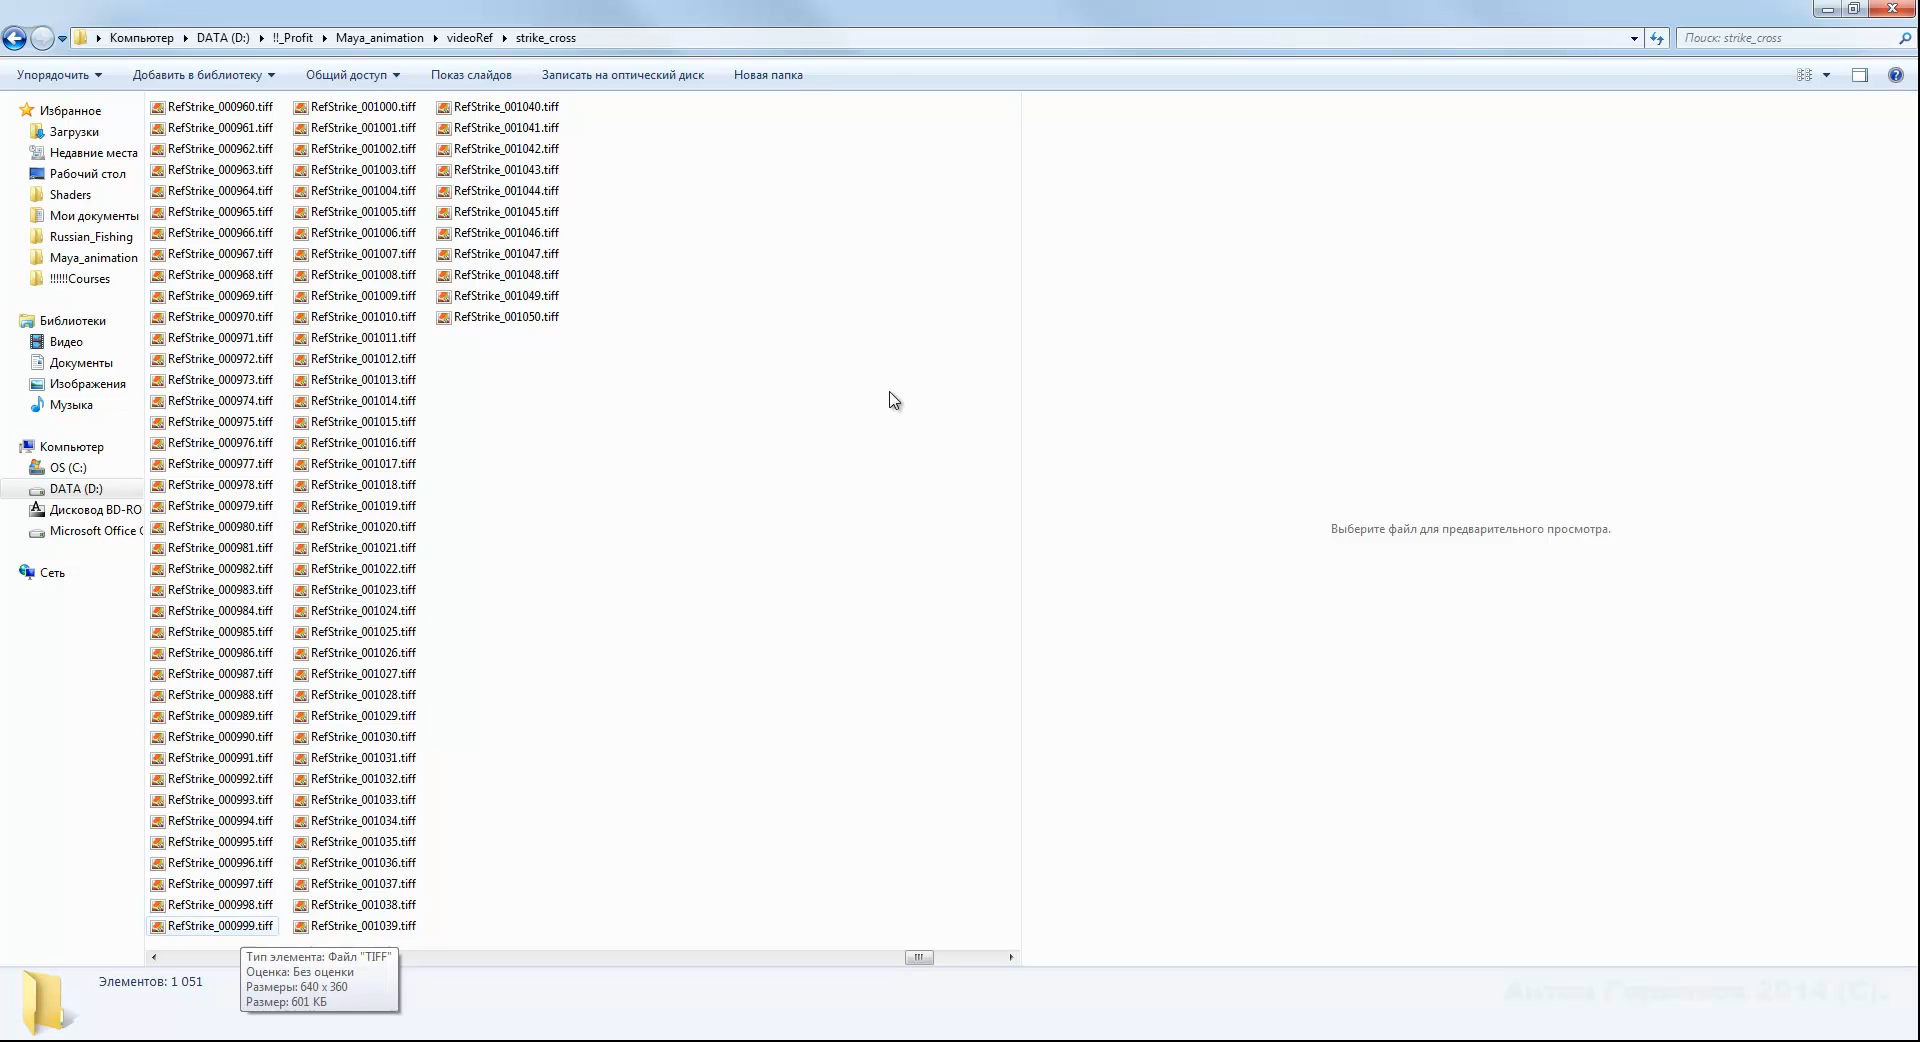 Компьютер DATA (D:) !!_Profit Maya_animation videoRef strike_cross
Поиск: strike_cross
Упорядочить Добавить в библиотеку Общий доступ Показ слайдов Записать на оптический диск Новая папка
Избранное
Загрузки
Недавние места
Рабочий стол
Shaders
Мои документы
Russian_Fishing
Maya_animation
!!!!!!Courses
Библиотеки
Видео
Документы
Изображения
Музыка
Компьютер
OS (C:)
DATA (D:)
Дисковод BD-RO
Microsoft Office
Сеть
RefStrike_000960.tiff
RefStrike_000961.tiff
RefStrike_000962.tiff
RefStrike_000963.tiff
RefStrike_000964.tiff
RefStrike_000965.tiff
RefStrike_000966.tiff
RefStrike_000967.tiff
RefStrike_000968.tiff
RefStrike_000969.tiff
RefStrike_000970.tiff
RefStrike_000971.tiff
RefStrike_000972.tiff
RefStrike_000973.tiff
RefStrike_000974.tiff
RefStrike_000975.tiff
RefStrike_000976.tiff
RefStrike_000977.tiff
RefStrike_000978.tiff
RefStrike_000979.tiff
RefStrike_000980.tiff
RefStrike_000981.tiff
RefStrike_000982.tiff
RefStrike_000983.tiff
RefStrike_000984.tiff
RefStrike_000985.tiff
RefStrike_000986.tiff
RefStrike_000987.tiff
RefStrike_000988.tiff
RefStrike_000989.tiff
RefStrike_000990.tiff
RefStrike_000991.tiff
RefStrike_000992.tiff
RefStrike_000993.tiff
RefStrike_000994.tiff
RefStrike_000995.tiff
RefStrike_000996.tiff
RefStrike_000997.tiff
RefStrike_000998.tiff
RefStrike_000999.tiff
RefStrike_001000.tiff
RefStrike_001001.tiff
RefStrike_001002.tiff
RefStrike_001003.tiff
RefStrike_001004.tiff
RefStrike_001005.tiff
RefStrike_001006.tiff
RefStrike_001007.tiff
RefStrike_001008.tiff
RefStrike_001009.tiff
RefStrike_001010.tiff
RefStrike_001011.tiff
RefStrike_001012.tiff
RefStrike_001013.tiff
RefStrike_001014.tiff
RefStrike_001015.tiff
RefStrike_001016.tiff
RefStrike_001017.tiff
RefStrike_001018.tiff
RefStrike_001019.tiff
RefStrike_001020.tiff
RefStrike_001021.tiff
RefStrike_001022.tiff
RefStrike_001023.tiff
RefStrike_001024.tiff
RefStrike_001025.tiff
RefStrike_001026.tiff
RefStrike_001027.tiff
RefStrike_001028.tiff
RefStrike_001029.tiff
RefStrike_001030.tiff
RefStrike_001031.tiff
RefStrike_001032.tiff
RefStrike_001033.tiff
RefStrike_001034.tiff
RefStrike_001035.tiff
RefStrike_001036.tiff
RefStrike_001037.tiff
RefStrike_001038.tiff
RefStrike_001039.tiff
RefStrike_001040.tiff
RefStrike_001041.tiff
RefStrike_001042.tiff
RefStrike_001043.tiff
RefStrike_001044.tiff
RefStrike_001045.tiff
RefStrike_001046.tiff
RefStrike_001047.tiff
RefStrike_001048.tiff
RefStrike_001049.tiff
RefStrike_001050.tiff
Выберите файл для предварительного просмотра.
Тип элемента: Файл "TIFF"
Оценка: Без оценки
Размеры: 640 x 360
Размер: 601 КБ
Элементов: 1 051
2014 (C).